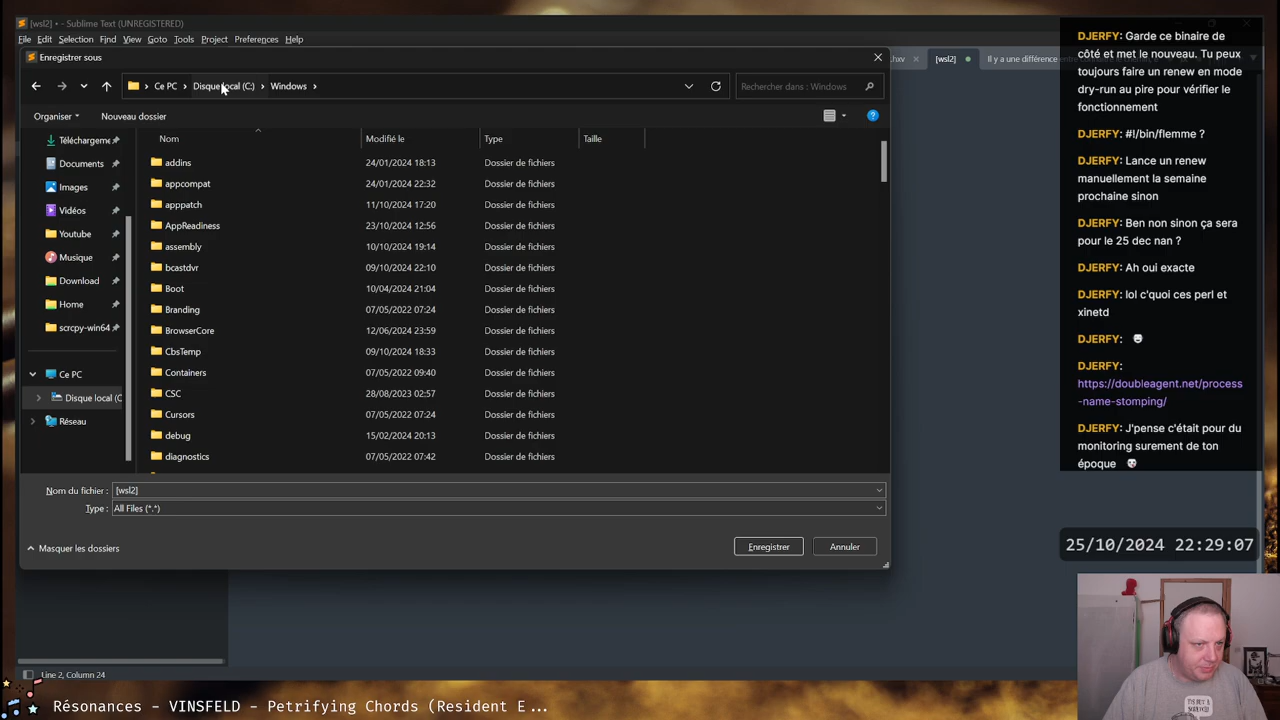 [wsl2] • - Sublime Text (UNREGISTERED)
File Edit Selection Find View Goto Tools Project Preferences Help
Enregistrer sous
.hxv
[wsl2]
Il y a une différence
Ce PC
Disque local (C:)
Windows
Rechercher dans : Windows
Organiser
Nouveau dossier
Nom
Modifié le
Type
Taille
Téléchargeme
Documents
Images
Vidéos
Youtube
Musique
Download
Home
scrcpy-win64
Ce PC
Disque local (C
Réseau
addins 24/01/2024 18:13 Dossier de fichiers
appcompat 24/01/2024 22:32 Dossier de fichiers
apppatch 11/10/2024 17:20 Dossier de fichiers
AppReadiness 23/10/2024 12:56 Dossier de fichiers
assembly 10/10/2024 19:14 Dossier de fichiers
bcastdvr 09/10/2024 22:10 Dossier de fichiers
Boot 10/04/2024 21:04 Dossier de fichiers
Branding 07/05/2022 07:24 Dossier de fichiers
BrowserCore 12/06/2024 23:59 Dossier de fichiers
CbsTemp 09/10/2024 18:33 Dossier de fichiers
Containers 07/05/2022 09:40 Dossier de fichiers
CSC 28/08/2023 02:57 Dossier de fichiers
Cursors 07/05/2022 07:24 Dossier de fichiers
debug 15/02/2024 20:13 Dossier de fichiers
diagnostics 07/05/2022 07:42 Dossier de fichiers
Nom du fichier : [wsl2]
Type : All Files (*.*)
Masquer les dossiers
Enregistrer
Annuler
Line 2, Column 24
DJERFY: Garde ce binaire de
côté et met le nouveau. Tu peux
toujours faire un renew en mode
dry-run au pire pour vérifier le
fonctionnement
DJERFY: #!/bin/flemme ?
DJERFY: Lance un renew
manuellement la semaine
prochaine sinon
DJERFY: Ben non sinon ça sera
pour le 25 dec nan ?
DJERFY: Ah oui exacte
DJERFY: lol c'quoi ces perl et
xinetd
DJERFY:
DJERFY:
https://doubleagent.net/process
-name-stomping/
DJERFY: J'pense c'était pour du
monitoring surement de ton
époque
25/10/2024 22:29:07
Résonances - VINSFELD - Petrifying Chords (Resident E...